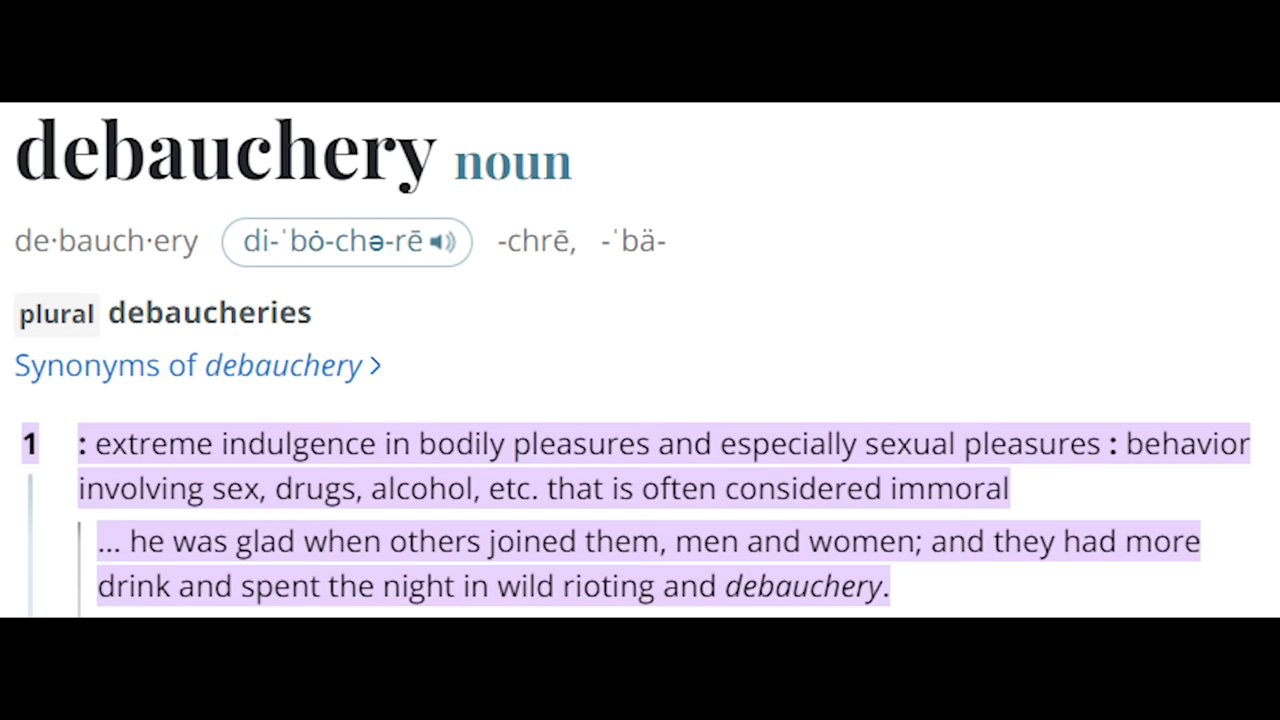 debauchery noun
de·bauch·ery di-ˈbȯ-chə-rē -chrē, -ˈbä-
plural debaucheries
Synonyms of debauchery >
1 : extreme indulgence in bodily pleasures and especially sexual pleasures : behavior
involving sex, drugs, alcohol, etc. that is often considered immoral
... he was glad when others joined them, men and women; and they had more
drink and spent the night in wild rioting and debauchery.